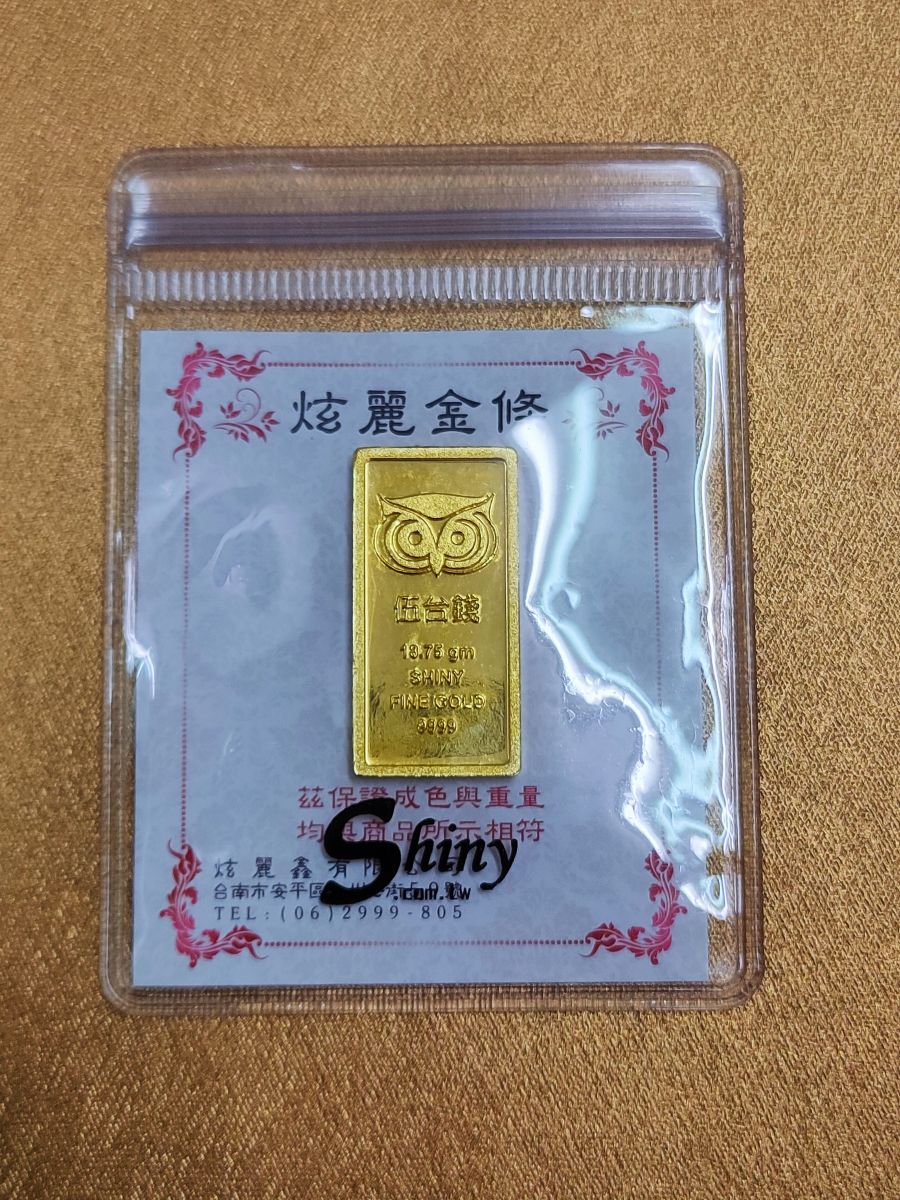 炫麗金條
伍台錢
18.75 gm
SHINY
FINE GOLD
9999
茲保證成色與重量
均與商品所示相符
Shiny
.com.tw
炫麗鑫有限
台南市安平區
TEL:(06)2999-805